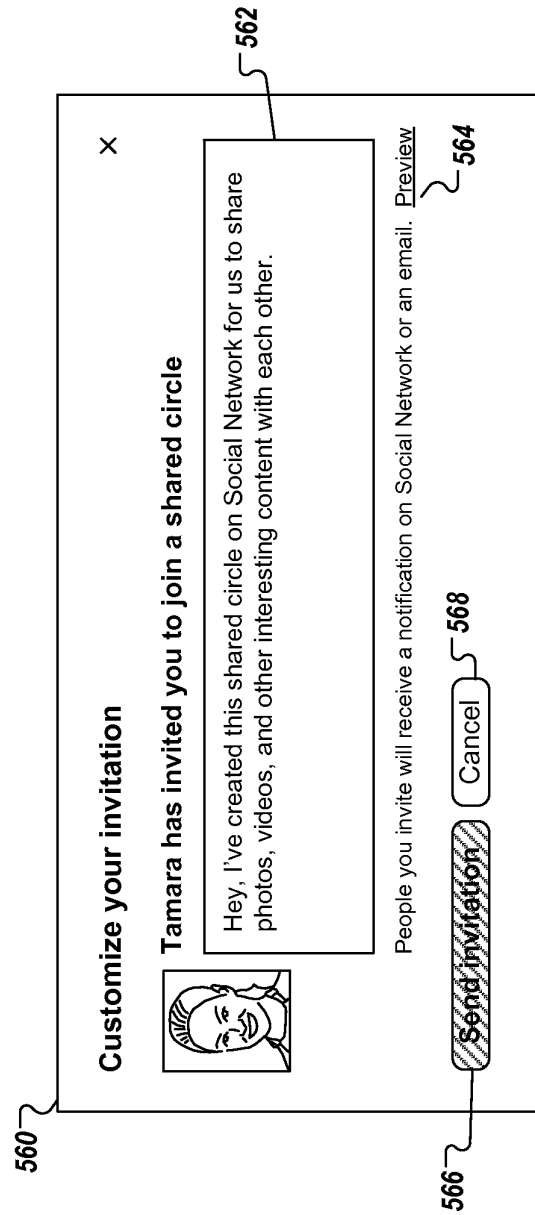 560
Customize your invitation
×
Tamara has invited you to join a shared circle
Hey, I've created this shared circle on Social Network for us to share
photos, videos, and other interesting content with each other.
562
People you invite will receive a notification on Social Network or an email. Preview
564
Send invitation
Cancel
566
568